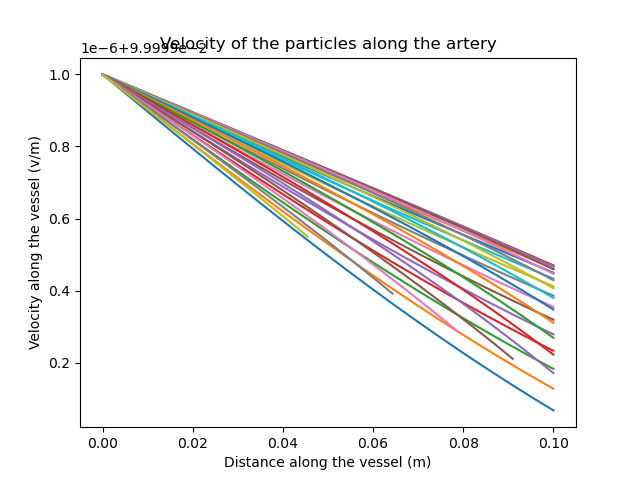 Velocity of the particles along the artery
1e−6+9.9999e−2
1.0
0.8
0.6
0.4
0.2
Velocity along the vessel (v/m)
0.00 0.02 0.04 0.06 0.08 0.10
Distance along the vessel (m)